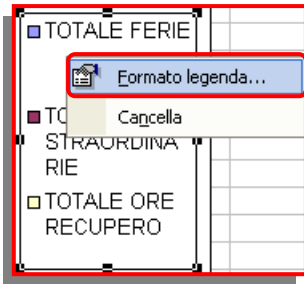 TOTALE FERIE
Formato legenda...
Cancella
STRAORDINA
RIE
TOTALE ORE
RECUPERO